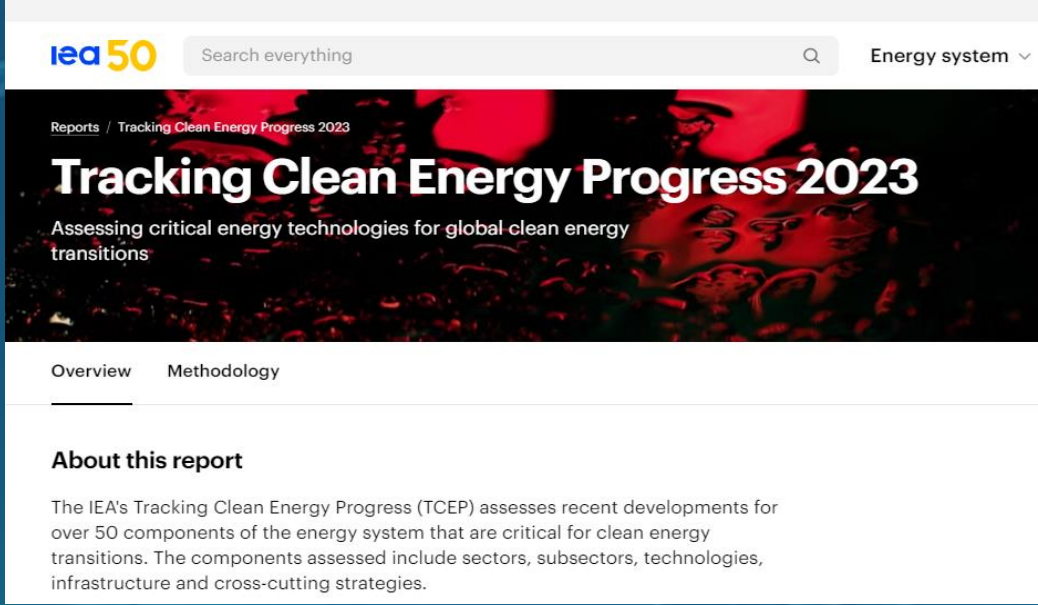 iea 50
Search everything
Energy system
Reports / Tracking Clean Energy Progress 2023
Tracking Clean Energy Progress 2023
Assessing critical energy technologies for global clean energy
transitions
Overview Methodology
About this report
The IEA's Tracking Clean Energy Progress (TCEP) assesses recent developments for
over 50 components of the energy system that are critical for clean energy
transitions. The components assessed include sectors, subsectors, technologies,
infrastructure and cross-cutting strategies.